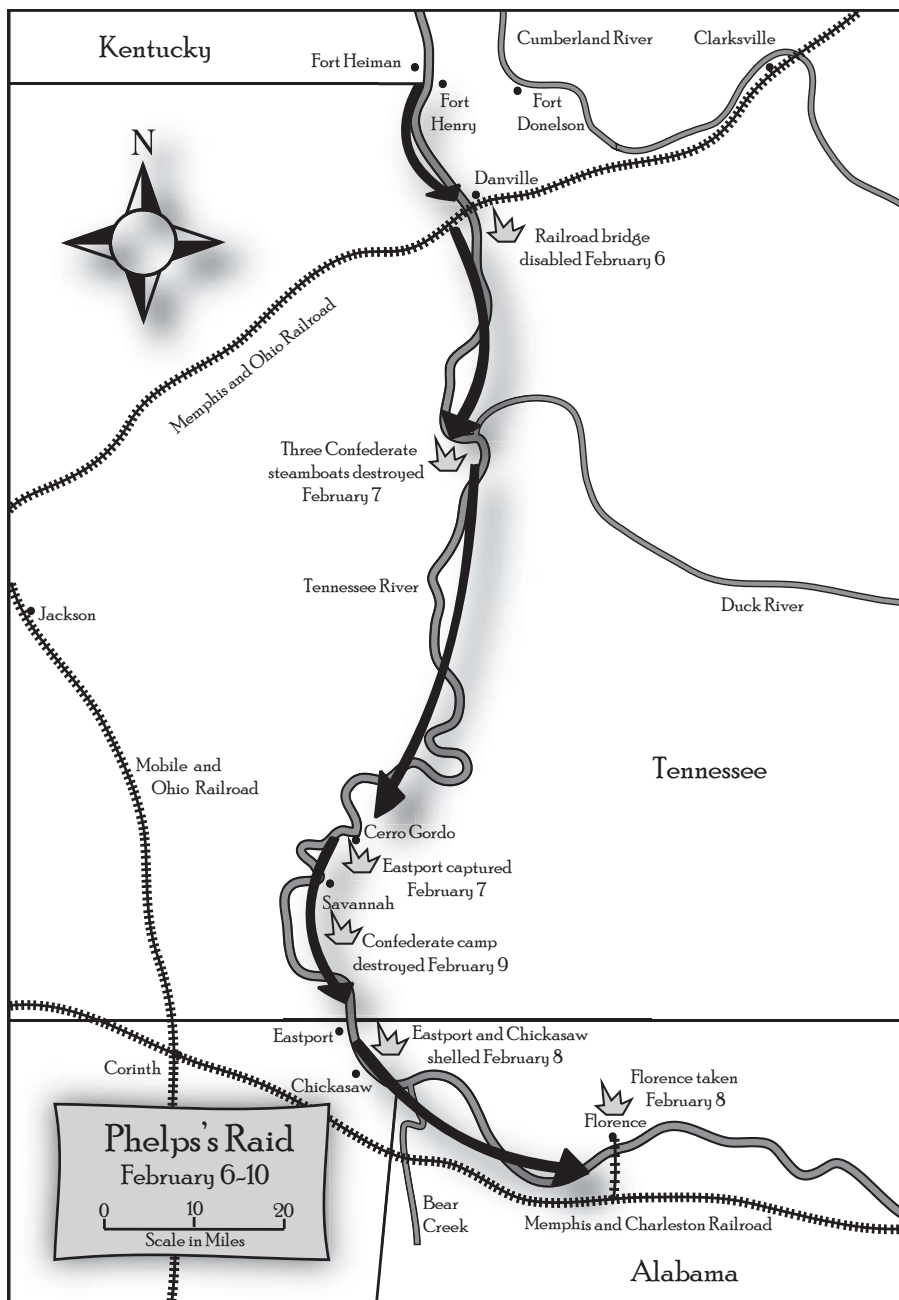 Kentucky
Cumberland River
Clarksville
Fort Heiman
Fort
Henry
Fort
Donelson
N
Danville
Railroad bridge
disabled February 6
Memphis and Ohio Railroad
Three Confederate
steamboats destroyed
February 7
Tennessee River
Duck River
Jackson
Mobile and
Ohio Railroad
Tennessee
Cerro Gordo
Eastport captured
February 7
Savannah
Confederate camp
destroyed February 9
Eastport
Eastport and Chickasaw
shelled February 8
Corinth
Chickasaw
Florence taken
February 8
Florence
Phelps's Raid
February 6-10
0 10 20
Scale in Miles
Bear
Creek
Memphis and Charleston Railroad
Alabama